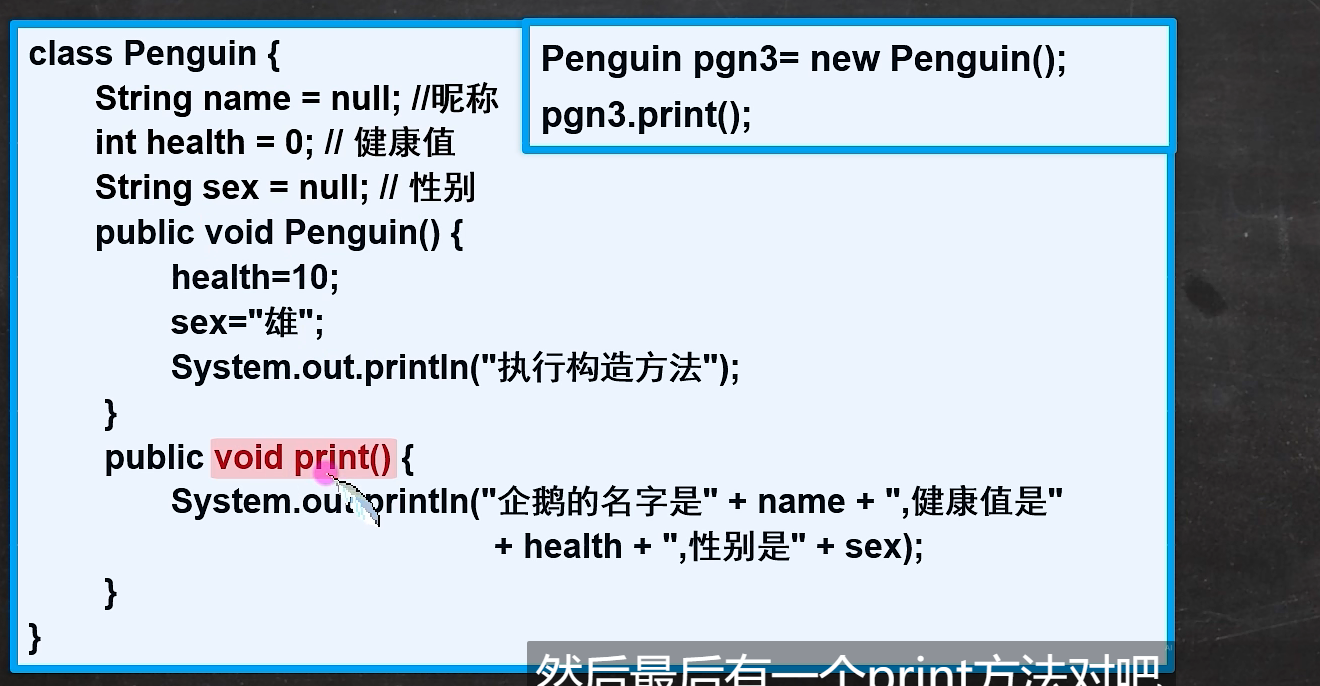 class Penguin {
String name = null; //昵称
int health = 0; // 健康值
String sex = null; // 性别
public void Penguin() {
health=10;
sex="雄";
System.out.println("执行构造方法");
}
public void print() {
System.out.println("企鹅的名字是" + name + ",健康值是"
+ health + ",性别是" + sex);
}
}
Penguin pgn3= new Penguin();
pgn3.print();
然后最后有一个print方法对吧